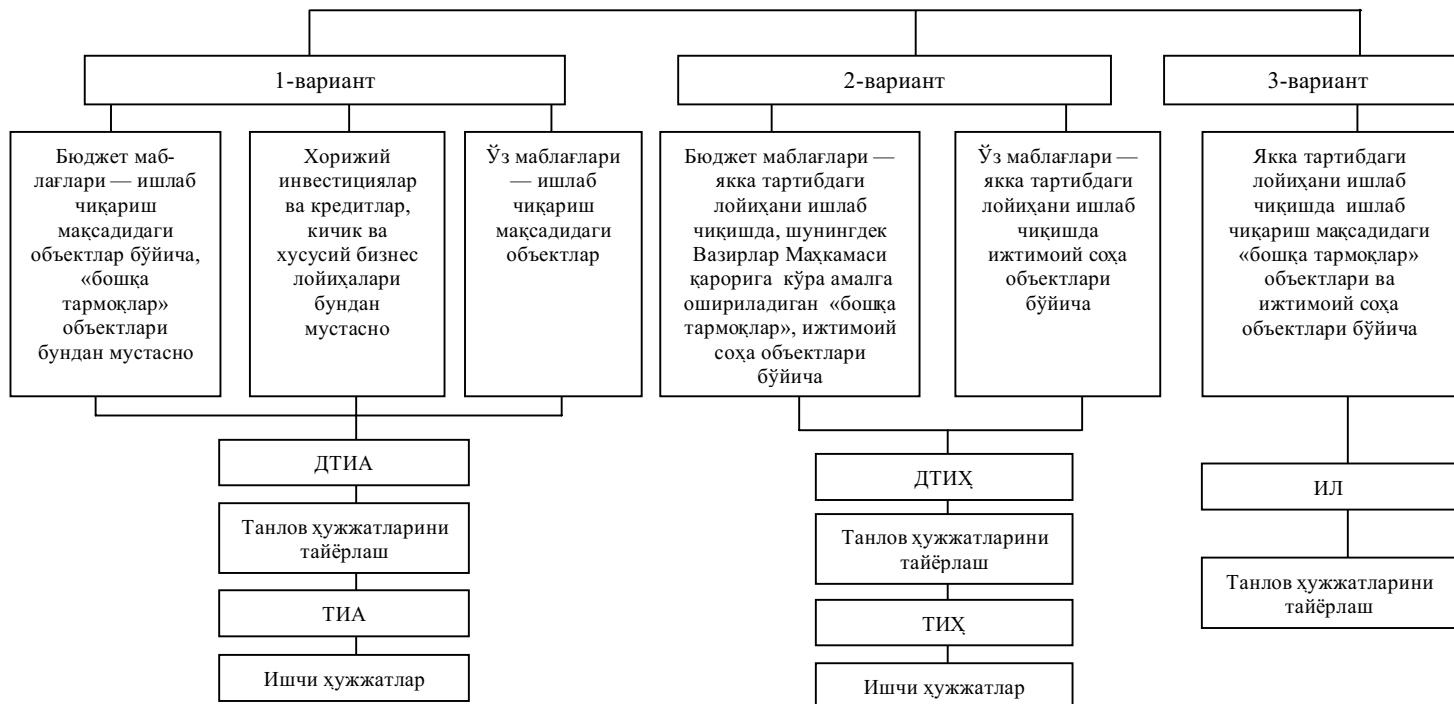 1-вариант
Бюджет маб-
лағлари — ишлаб
чиқариш
мақсадидаги
объектлар бўйича,
«бошқа
тармоқлар»
объектлари
бундан мустасно
Хорижий
инвестициялар
ва кредитлар,
кичик ва
хусусий бизнес
лойиҳалари
бундан
мустасно
Ўз маблағлари
— ишлаб
чиқариш
мақсадидаги
объектлар
ДТИА
Танлов ҳужжатларини
тайёрлаш
ТИА
Ишчи ҳужжатлар
2-вариант
Бюджет маблағлари —
якка тартибдаги
лойиҳани ишлаб
чиқишда, шунингдек
Вазирлар Маҳкамаси
қарорига кўра амалга
ошириладиган «бошқа
тармоқлар», ижтимоий
соҳа объектлари
бўйича
Ўз маблағлари —
якка тартибдаги
лойиҳани ишлаб
чиқишда
ижтимоий соҳа
объектлари
бўйича
ДТИҲ
Танлов ҳужжатларини
тайёрлаш
ТИҲ
Ишчи ҳужжатлар
3-вариант
Якка тартибдаги
лойиҳани ишлаб
чиқишда ишлаб
чиқариш мақсадидаги
«бошқа тармоқлар»
объектлари ва
ижтимоий соҳа
объектлари бўйича
ИЛ
Танлов ҳужжатларини
тайёрлаш